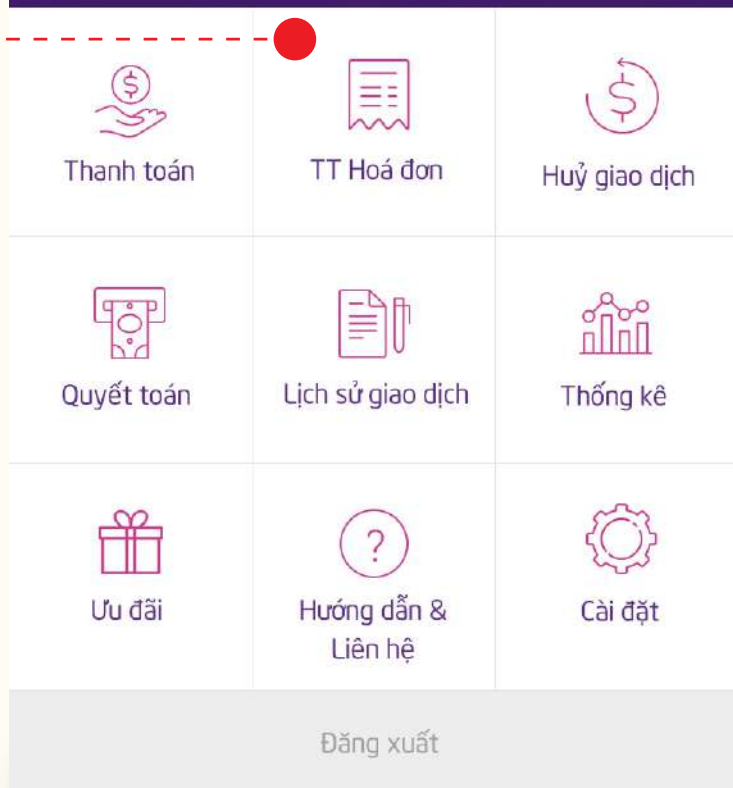 Thanh toán
TT Hoá đơn
Huỷ giao dịch
Quyết toán
Lịch sử giao dịch
Thống kê
Ưu đãi
Hướng dẫn &
Liên hệ
Cài đặt
Đăng xuất